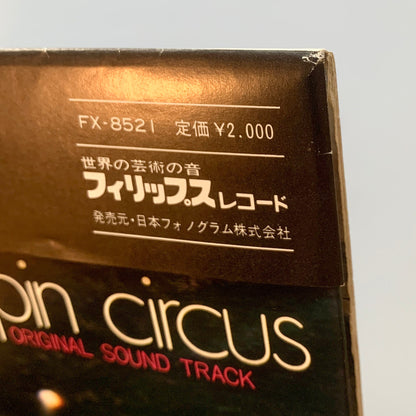 FX-8521 定価 ¥2,000
世界の芸術の音
フィリップスレコード
発売元・日本フォノグラム株式会社
pin circus
ORIGINAL SOUND TRACK